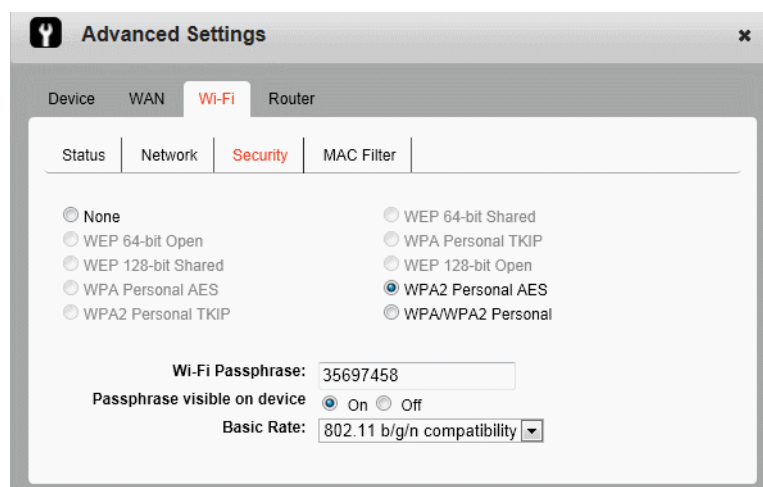 Advanced Settings
Device WAN Wi-Fi Router
Status Network Security MAC Filter
None WEP 64-bit Shared
WEP 64-bit Open WPA Personal TKIP
WEP 128-bit Shared WEP 128-bit Open
WPA Personal AES WPA2 Personal AES
WPA2 Personal TKIP WPA/WPA2 Personal
Wi-Fi Passphrase: 35697458
Passphrase visible on device On Off
Basic Rate: 802.11 b/g/n compatibility